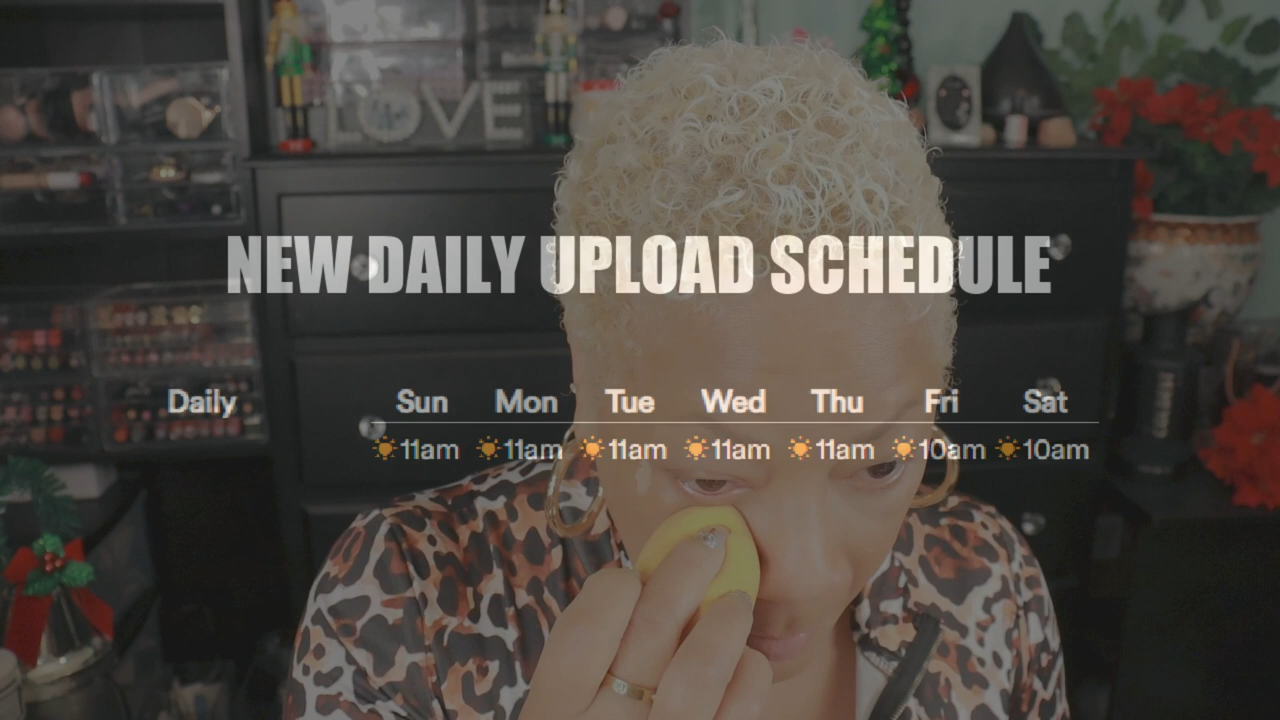 LOVE
NEW DAILY UPLOAD SCHEDULE
Daily Sun Mon Tue Wed Thu Fri Sat
11am 11am 11am 11am 11am 10am 10am